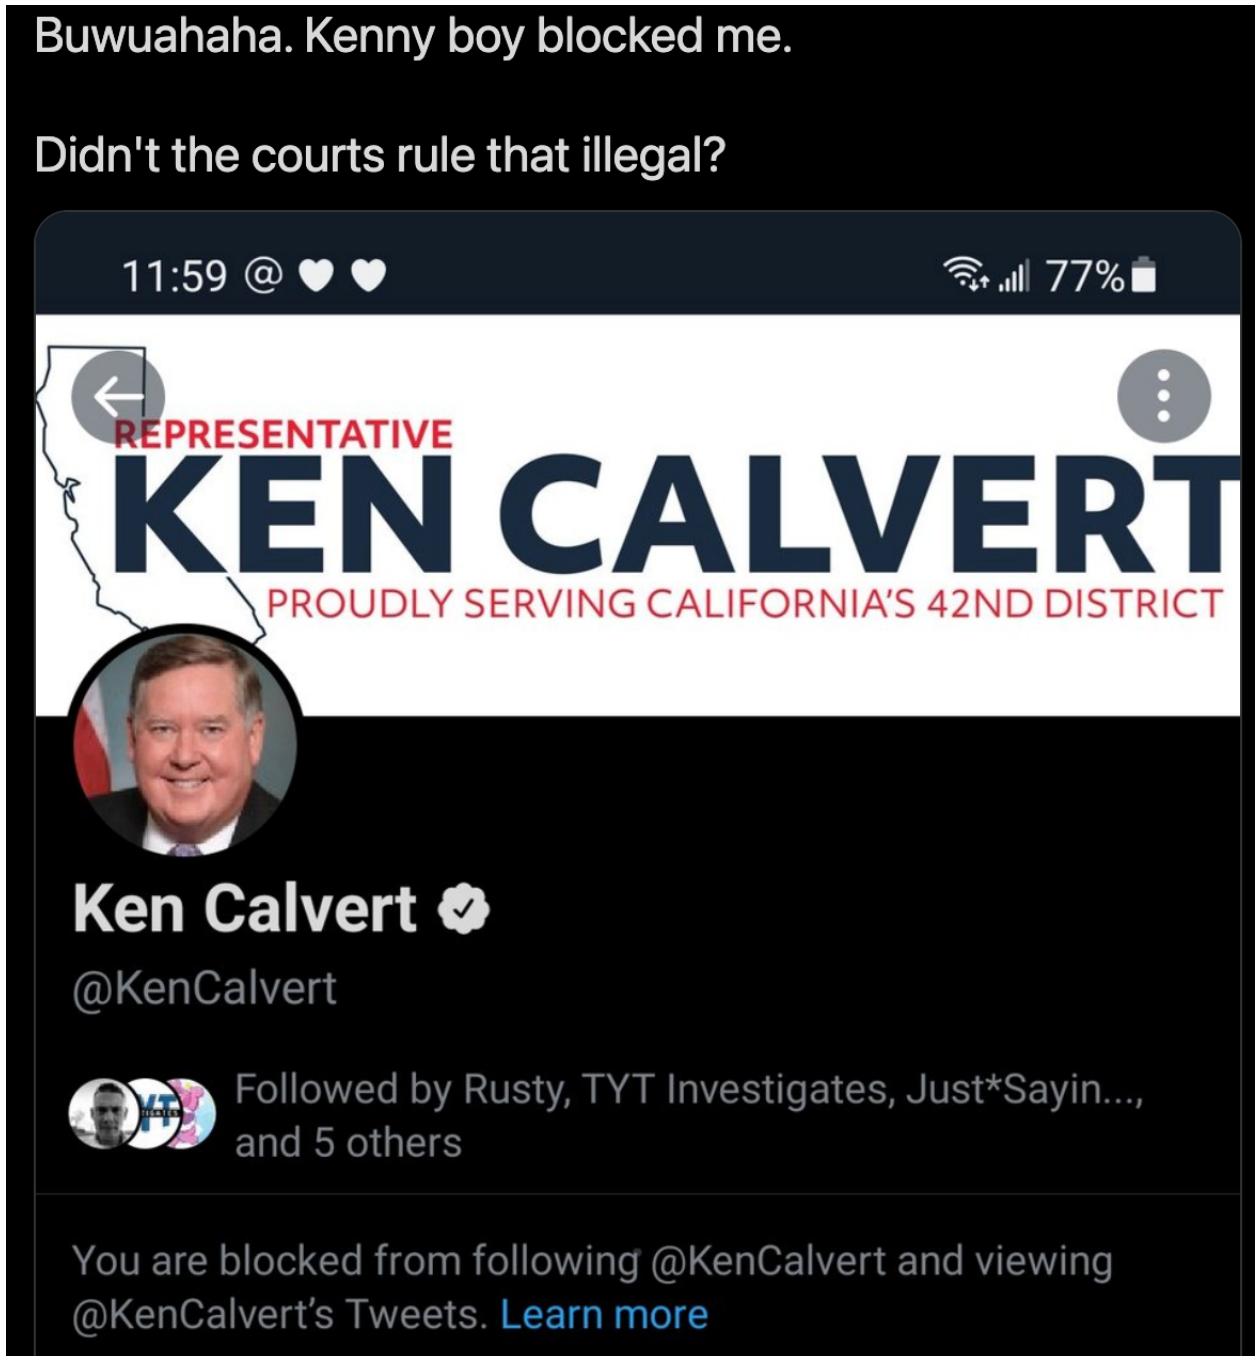 Buwuahaha. Kenny boy blocked me.
Didn't the courts rule that illegal?
11:59 @ 77%
REPRESENTATIVE
KEN CALVERT
PROUDLY SERVING CALIFORNIA'S 42ND DISTRICT
Ken Calvert
@KenCalvert
Followed by Rusty, TYT Investigates, Just*Sayin...,
and 5 others
You are blocked from following @KenCalvert and viewing
@KenCalvert's Tweets. Learn more